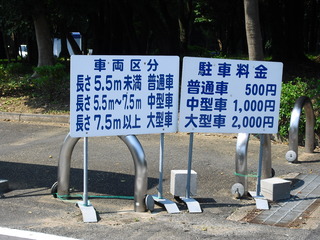 車・両・区・分
長さ5.5m未満 普通車
長さ5.5m～7.5m 中型車
長さ7.5m以上 大型車
駐車料金
普通車 500円
中型車 1,000円
大型車 2,000円